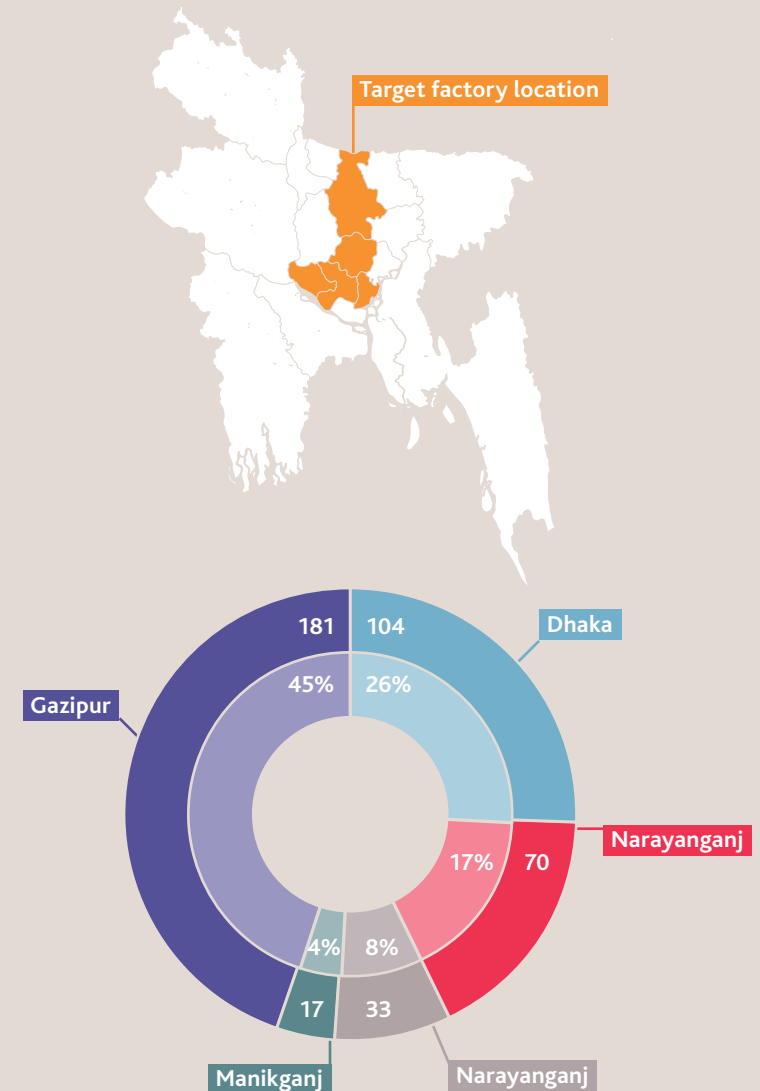 Target factory location
181
104
Dhaka
45%
26%
Gazipur
Narayanganj
17%
70
4%
8%
17
33
Manikganj
Narayanganj